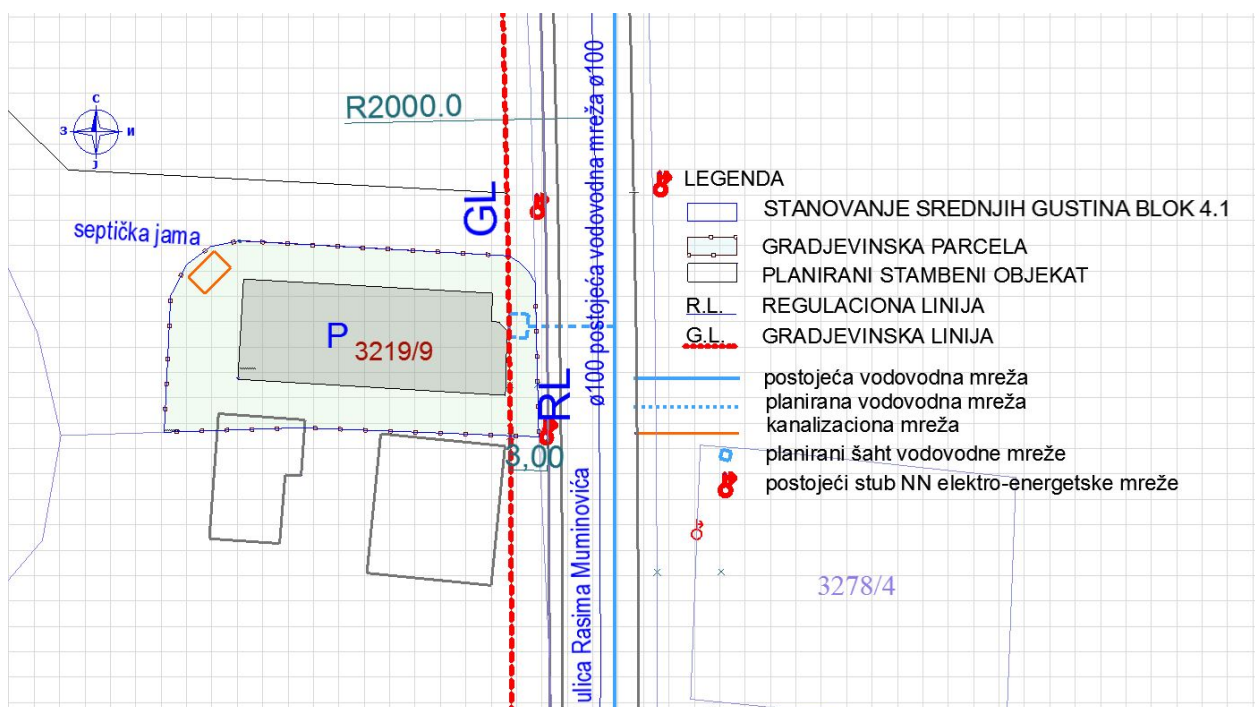 С
З
И
Ј
R2000.0
septička jama
GL
P
3219/9
RL
3,00
ø100 postojeća vodovodna mreža ø100
ulica Rasima Muminovića
LEGENDA
STANOVANJE SREDNJIH GUSTINA BLOK 4.1
GRADJEVINSKA PARCELA
PLANIRANI STAMBENI OBJEKAT
R.L. REGULACIONA LINIJA
G.L. GRADJEVINSKA LINIJA
postojeća vodovodna mreža
planirana vodovodna mreža
kanalizaciona mreža
planirani šaht vodovodne mreže
postojeći stub NN elektro-energetske mreže
3278/4